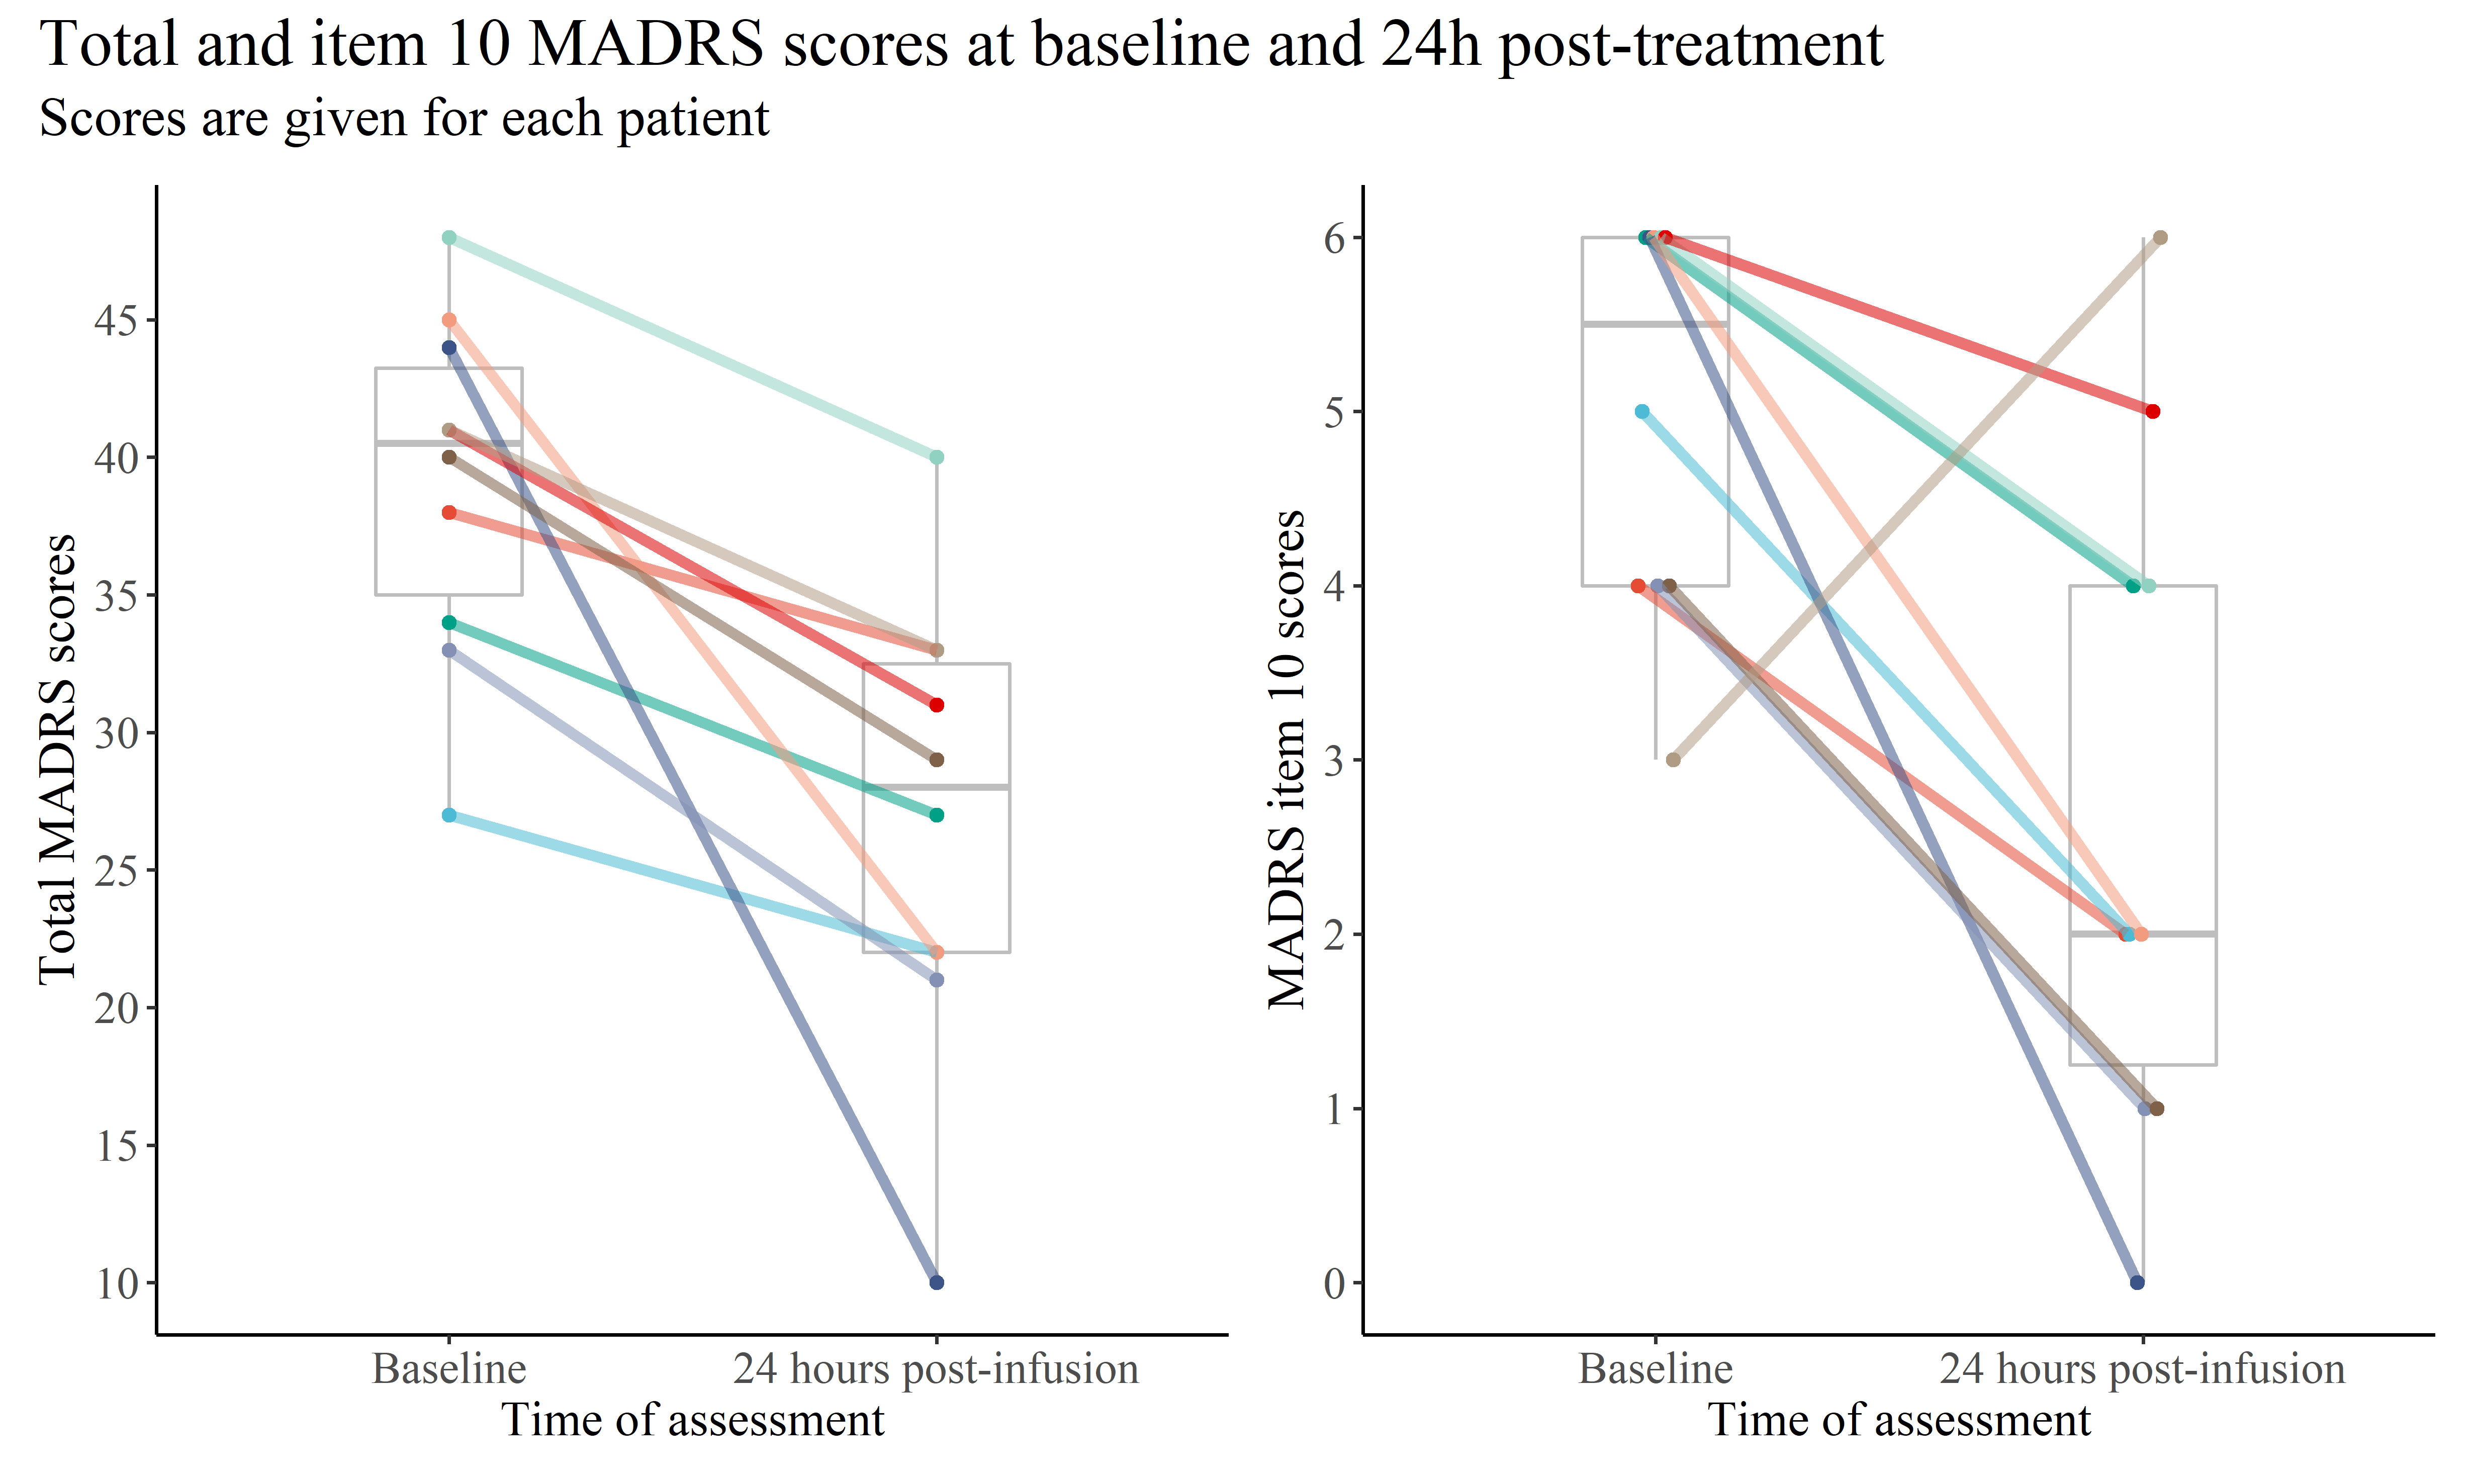 Total and item 10 MADRS scores at baseline and 24h post-treatment
Scores are given for each patient
Total MADRS scores
45
40
35
30
25
20
15
10
Baseline
24 hours post-infusion
Time of assessment
MADRS item 10 scores
6
5
4
3
2
1
0
Baseline
24 hours post-infusion
Time of assessment